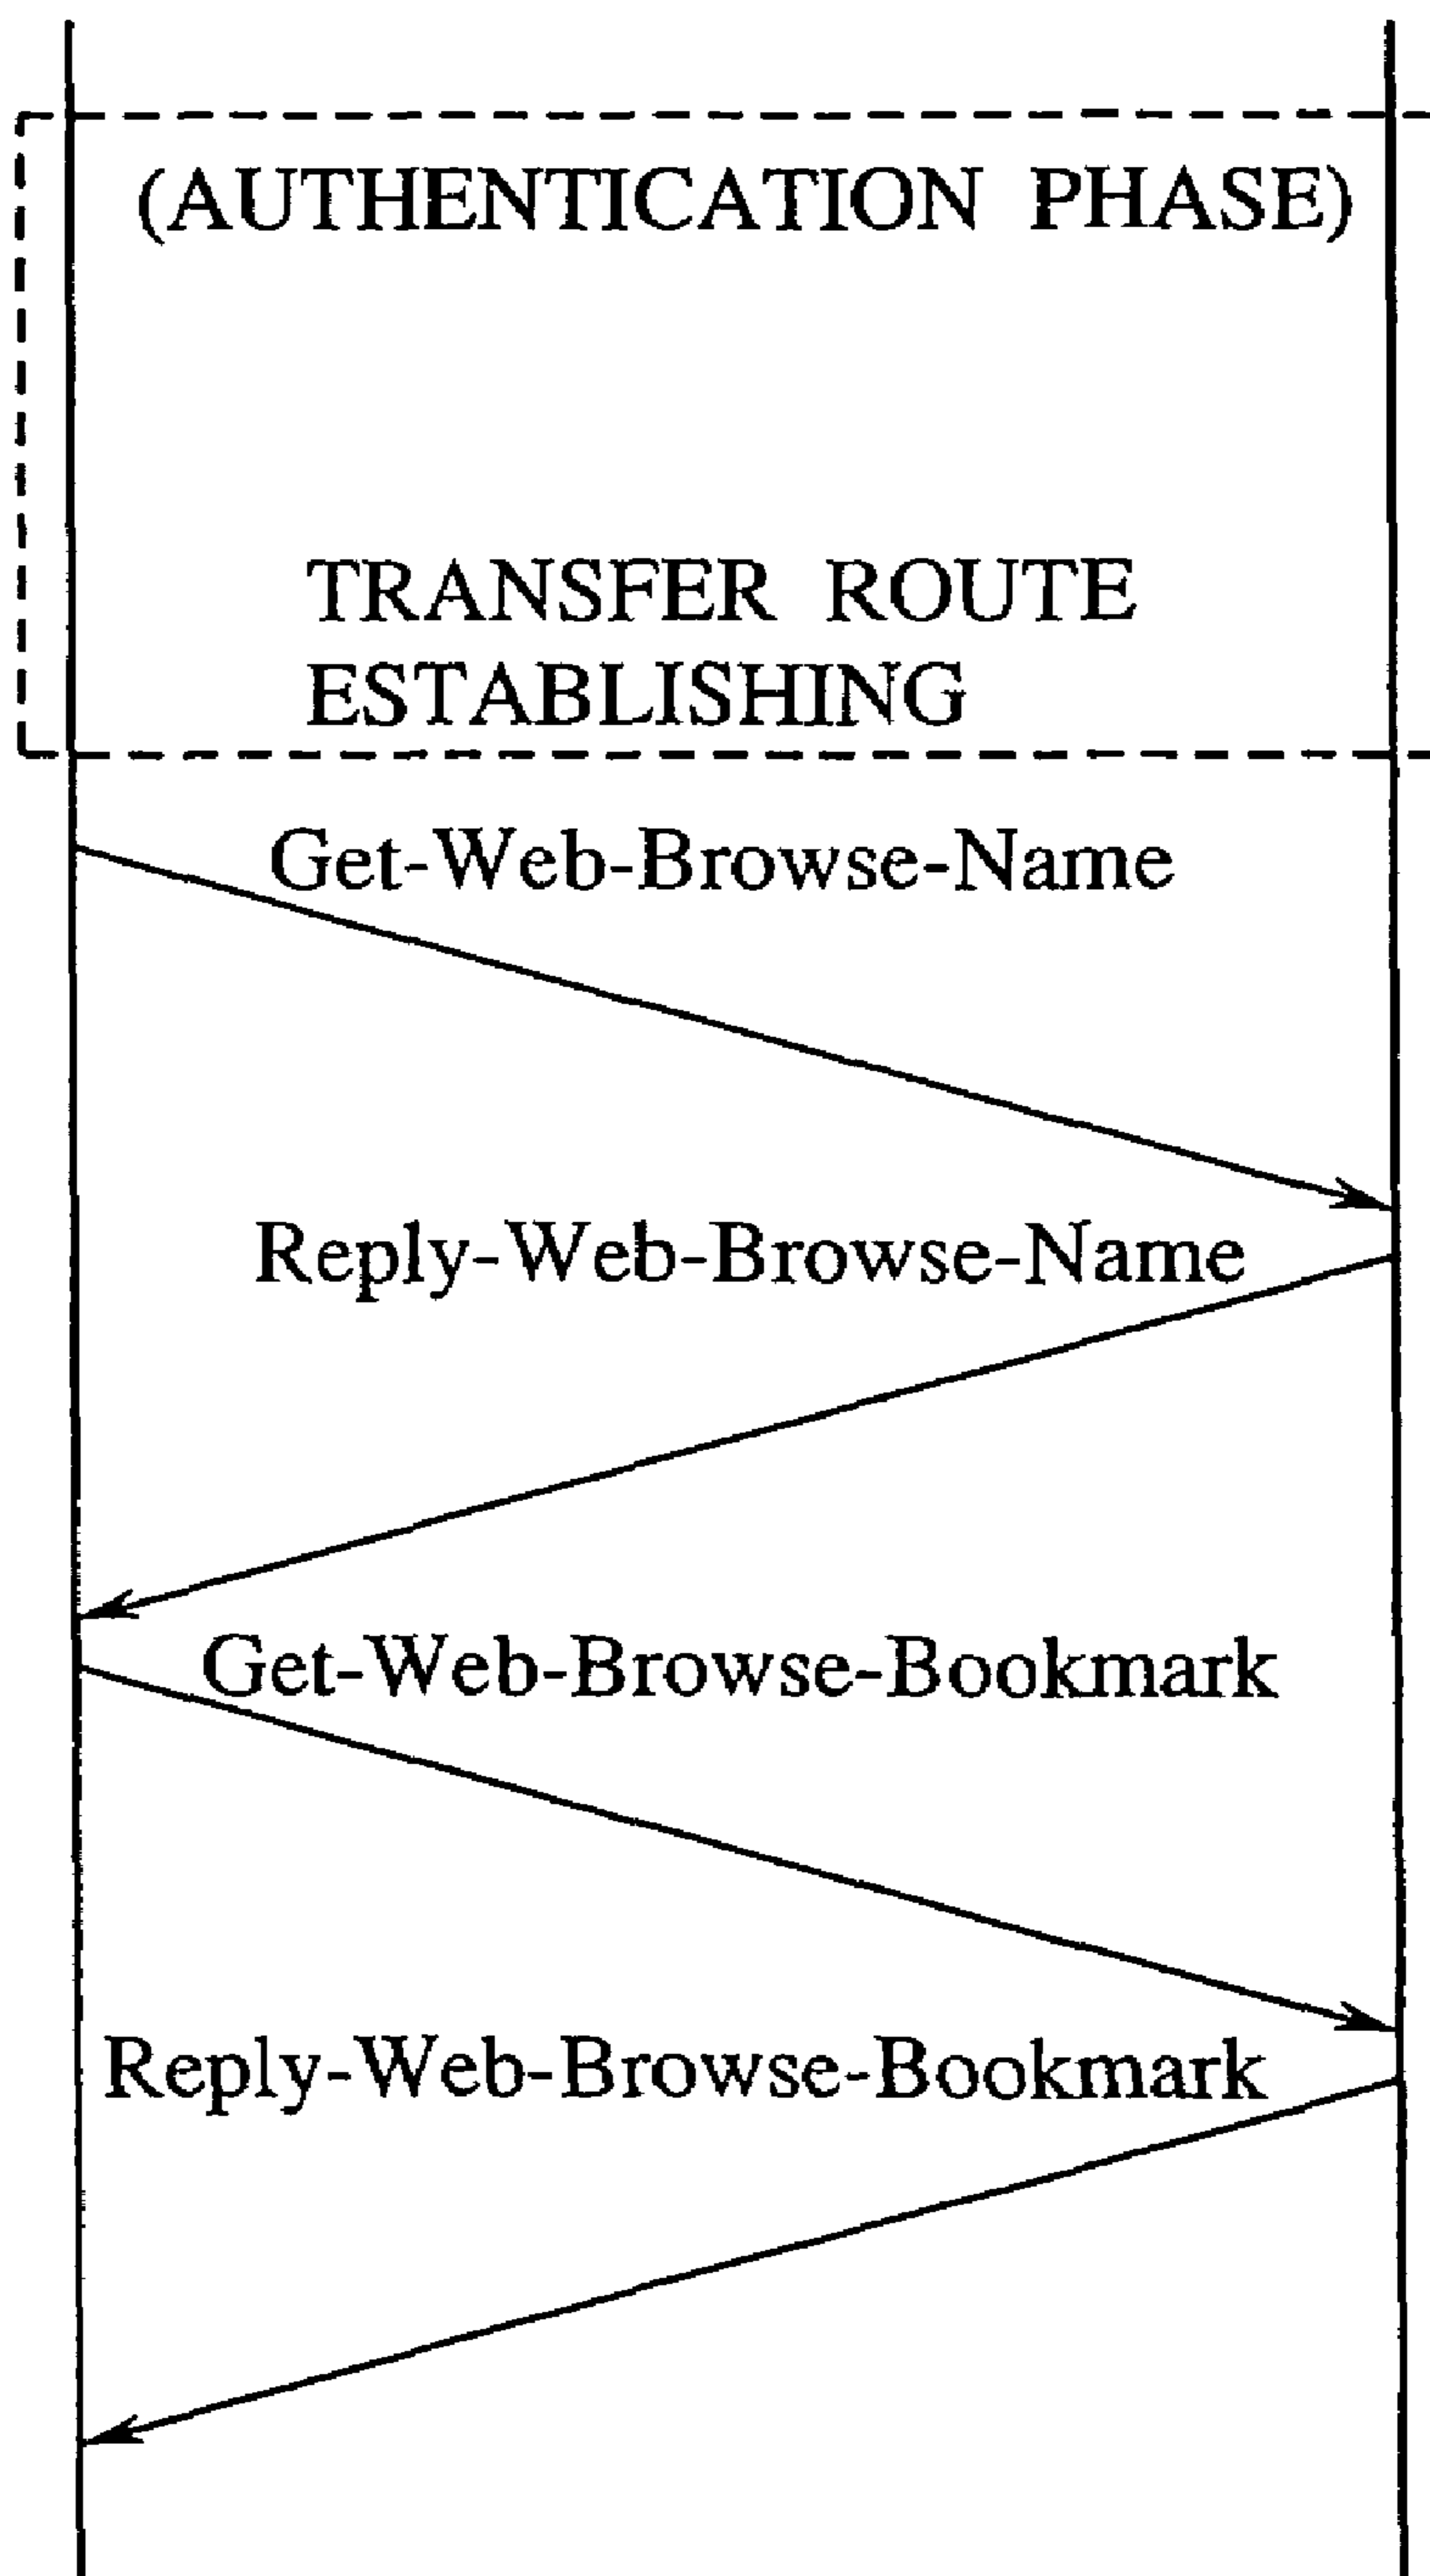 (AUTHENTICATION PHASE)
TRANSFER ROUTE
ESTABLISHING
Get-Web-Browse-Name
Reply-Web-Browse-Name
Get-Web-Browse-Bookmark
Reply-Web-Browse-Bookmark